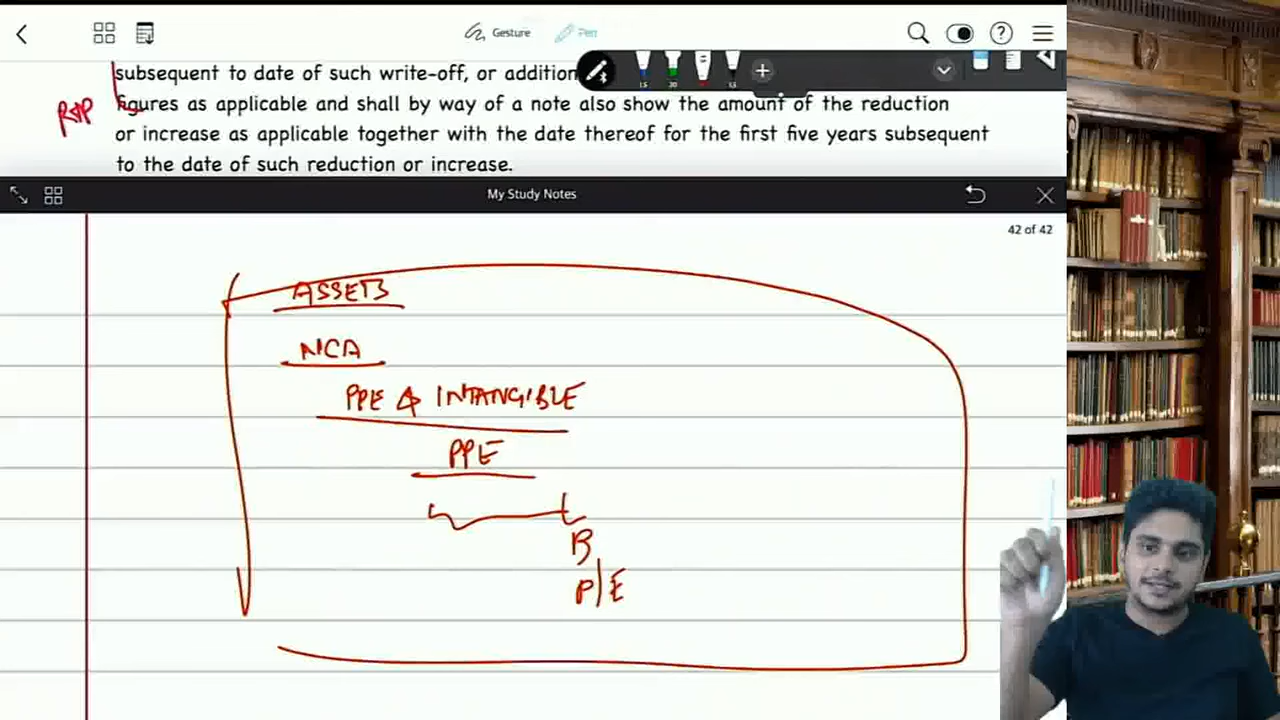 Gesture Pen
subsequent to date of such write-off, or addition
figures as applicable and shall by way of a note also show the amount of the reduction
or increase as applicable together with the date thereof for the first five years subsequent
to the date of such reduction or increase.
My Study Notes
42 of 42
ASSETS
NCA
PPE & INTANGIBLE
PPE
B
P/E